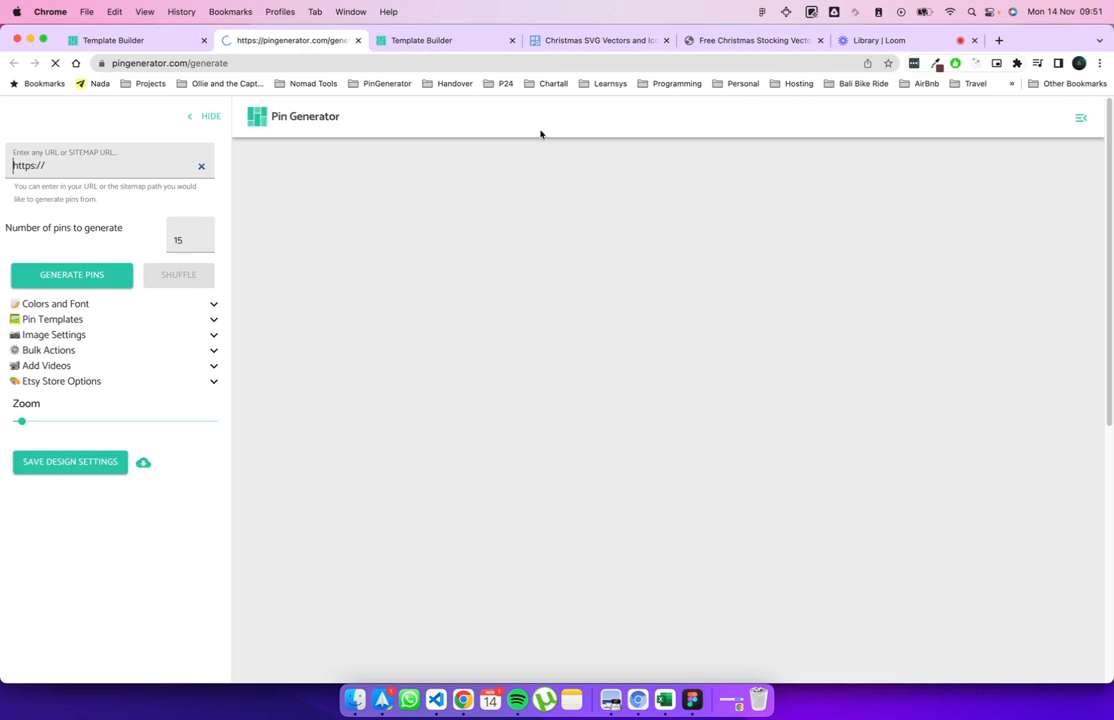 Chrome File Edit View History Bookmarks Profiles Tab Window Help Mon 14 Nov 09:51
Template Builder https://pingenerator.com/gene Template Builder Christmas SVG Vectors and Ico Free Christmas Stocking Vecto Library | Loom
pingenerator.com/generate
Bookmarks Nada Projects Ollie and the Capt... Nomad Tools PinGenerator Handover P24 Chartall Learnsys Programming Personal Hosting Bali Bike Ride AirBnb Travel » Other Bookmarks
HIDE Pin Generator
Enter any URL or SITEMAP URL...
https://
You can enter in your URL or the sitemap path you would
like to generate pins from.
Number of pins to generate
15
GENERATE PINS SHUFFLE
Colors and Font
Pin Templates
Image Settings
Bulk Actions
Add Videos
Etsy Store Options
Zoom
SAVE DESIGN SETTINGS
NOV
14